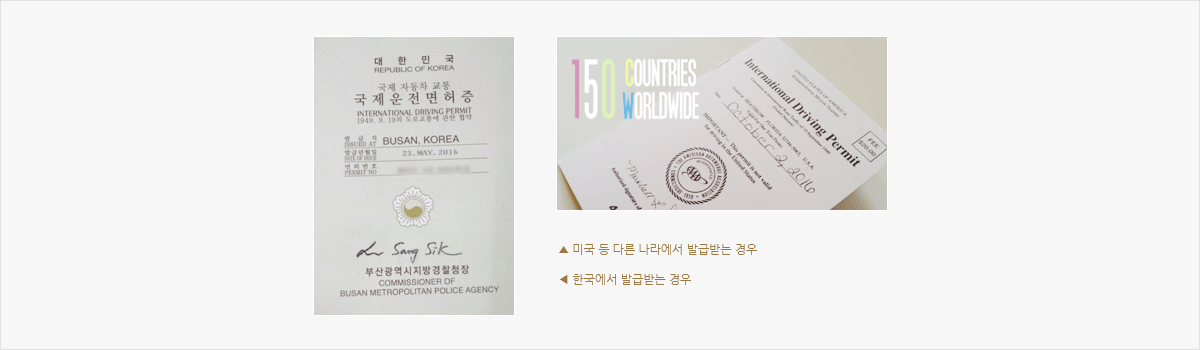 대 한 민 국
REPUBLIC OF KOREA
국제 자동차 교통
국제운전면허증
INTERNATIONAL DRIVING PERMIT
1949. 9. 19의 도로교통에 관한 협약
발 급 지
ISSUED AT
BUSAN, KOREA
발급년월일
DATE OF ISSUE
23. MAY. 2016
면 허 번 호
PERMIT NO
Lee Sang Sik
부산광역시지방경찰청장
COMMISSIONER OF
BUSAN METROPOLITAN POLICE AGENCY
150 COUNTRIES
WORLDWIDE
UNITED STATES OF AMERICA
International Driving Permit
October 2, 2016
FEE
$20.00
IMPORTANT — This permit is not valid
for driving in the United States
THE AMERICAN AUTOMOBILE ASSOCIATION
▲ 미국 등 다른 나라에서 발급받는 경우
◀ 한국에서 발급받는 경우